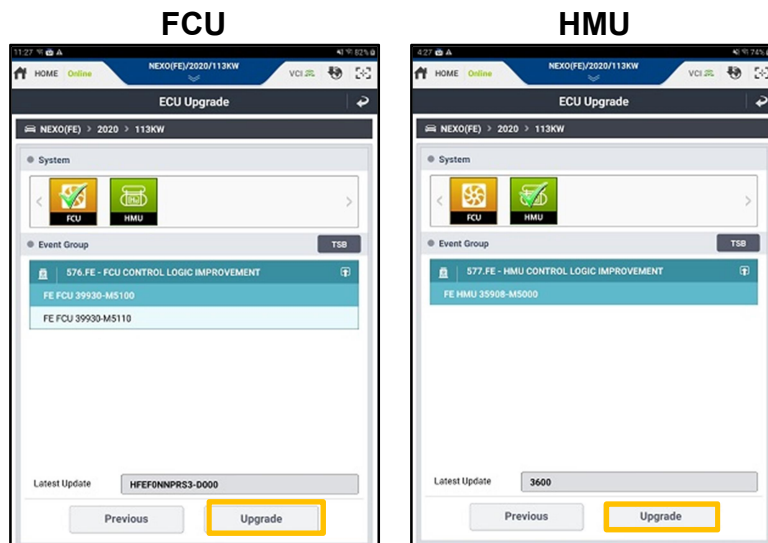 FCU
HMU
11:27
82%
NEXO(FE)/2020/113KW
HOME Online
VCI
ECU Upgrade
NEXO(FE) > 2020 > 113KW
System
FCU
HMU
Event Group
TSB
576.FE - FCU CONTROL LOGIC IMPROVEMENT
FE FCU 39930-M5100
FE FCU 39930-M5110
Latest Update
HFEF0NNPRS3-D000
Previous
Upgrade
4:27
74%
NEXO(FE)/2020/113KW
HOME Online
VCI
ECU Upgrade
NEXO(FE) > 2020 > 113KW
System
FCU
HMU
Event Group
TSB
577.FE - HMU CONTROL LOGIC IMPROVEMENT
FE HMU 35908-M5000
Latest Update
3600
Previous
Upgrade